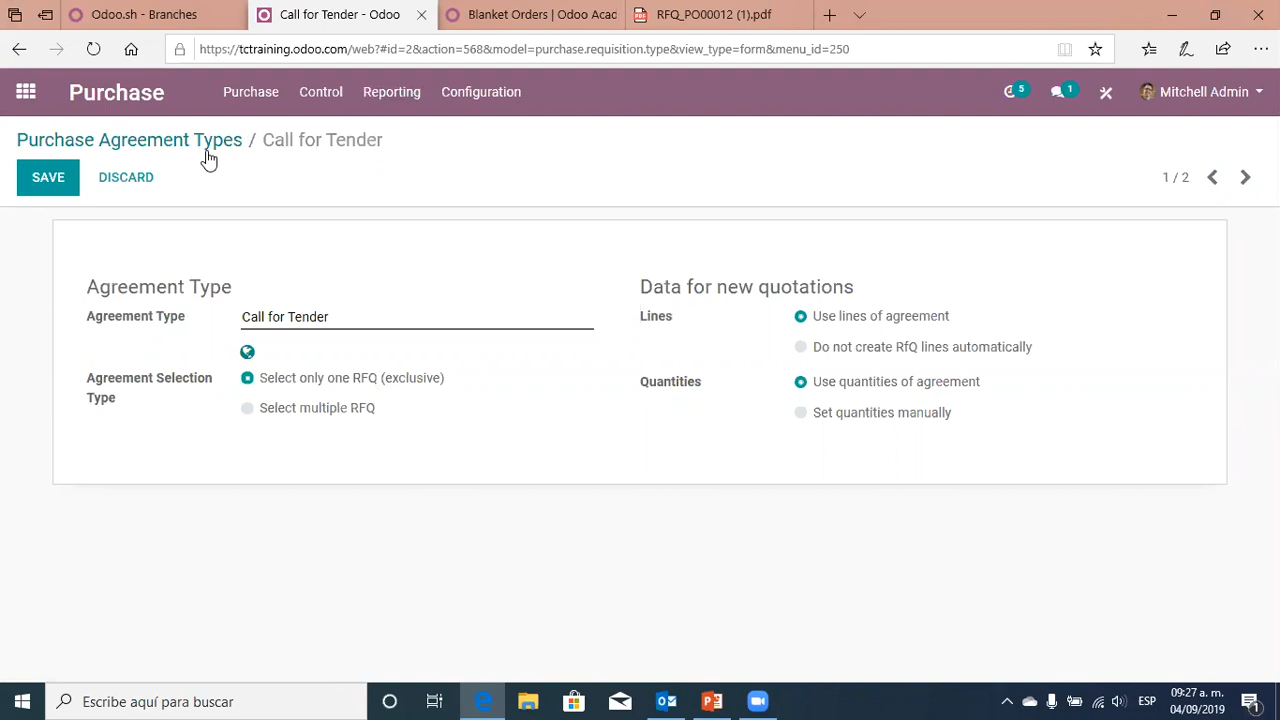 Odoo.sh - Branches
Call for Tender - Odoo
Blanket Orders | Odoo Acad
RFQ_PO00012 (1).pdf
https://tctraining.odoo.com/web?#id=2&action=568&model=purchase.requisition.type&view_type=form&menu_id=250
Purchase
Purchase
Control
Reporting
Configuration
5
1
Mitchell Admin
Purchase Agreement Types / Call for Tender
SAVE
DISCARD
1 / 2
Agreement Type
Agreement Type
Call for Tender
Agreement Selection
Type
Select only one RFQ (exclusive)
Select multiple RFQ
Data for new quotations
Lines
Use lines of agreement
Do not create RfQ lines automatically
Quantities
Use quantities of agreement
Set quantities manually
Escribe aquí para buscar
ESP
09:27 a. m.
04/09/2019
1